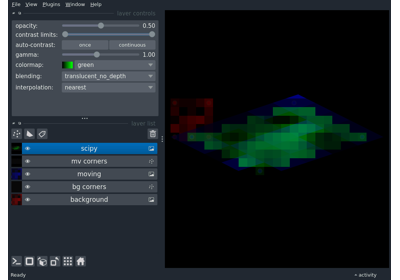 File View Plugins Window Help
layer controls
opacity: 0.50
contrast limits:
auto-contrast: once continuous
gamma: 1.00
colormap: green
blending: translucent_no_depth
interpolation: nearest
layer list
scipy
mv corners
moving
bg corners
background
Ready
activity